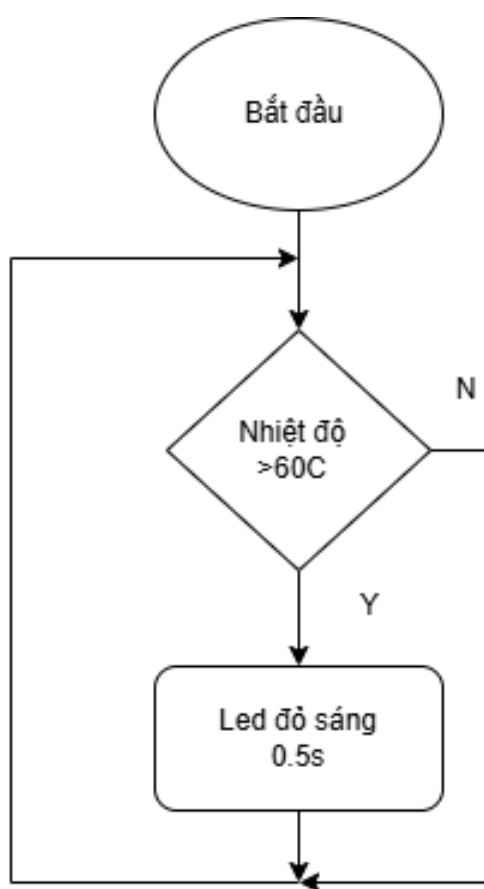 Bắt đầu
N
Nhiệt độ
>60C
Y
Led đỏ sáng
0.5s